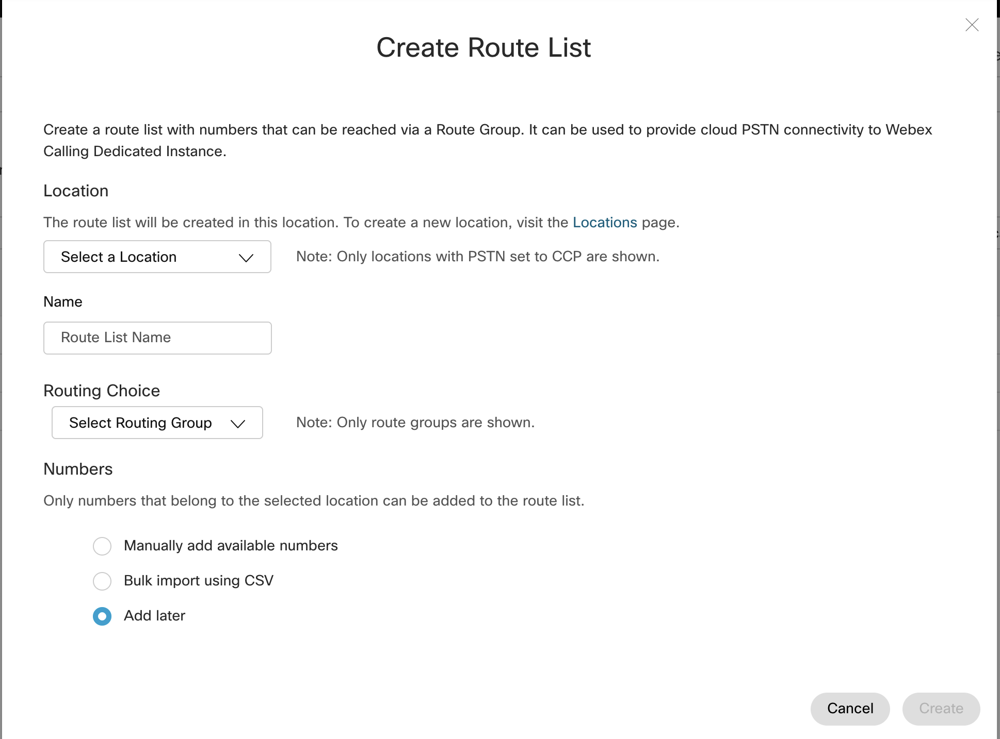 Create Route List
Create a route list with numbers that can be reached via a Route Group. It can be used to provide cloud PSTN connectivity to Webex
Calling Dedicated Instance.
Location
The route list will be created in this location. To create a new location, visit the Locations page.
Select a Location
Note: Only locations with PSTN set to CCP are shown.
Name
Route List Name
Routing Choice
Select Routing Group
Note: Only route groups are shown.
Numbers
Only numbers that belong to the selected location can be added to the route list.
Manually add available numbers
Bulk import using CSV
Add later
Cancel
Create